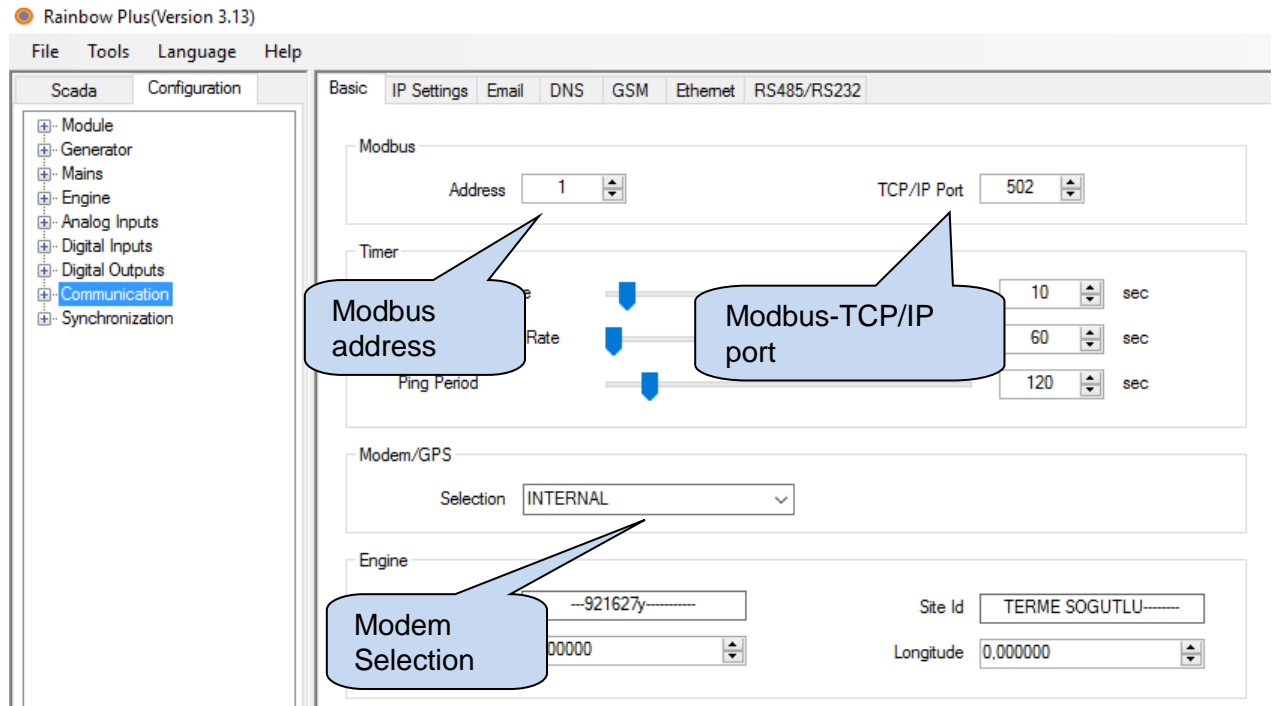 Rainbow Plus(Version 3.13)
File Tools Language Help
Scada Configuration
Basic IP Settings Email DNS GSM Ethernet RS485/RS232
Module
Generator
Mains
Engine
Analog Inputs
Digital Inputs
Digital Outputs
Communication
Synchronization
Modbus
Address 1 TCP/IP Port 502
Timer
10 sec
Rate 60 sec
Ping Period 120 sec
Modbus
address
Modbus-TCP/IP
port
Modem/GPS
Selection INTERNAL
Engine
---921627y----------- Site Id TERME SOGUTLU--------
Longitude 0,000000
Modem
Selection